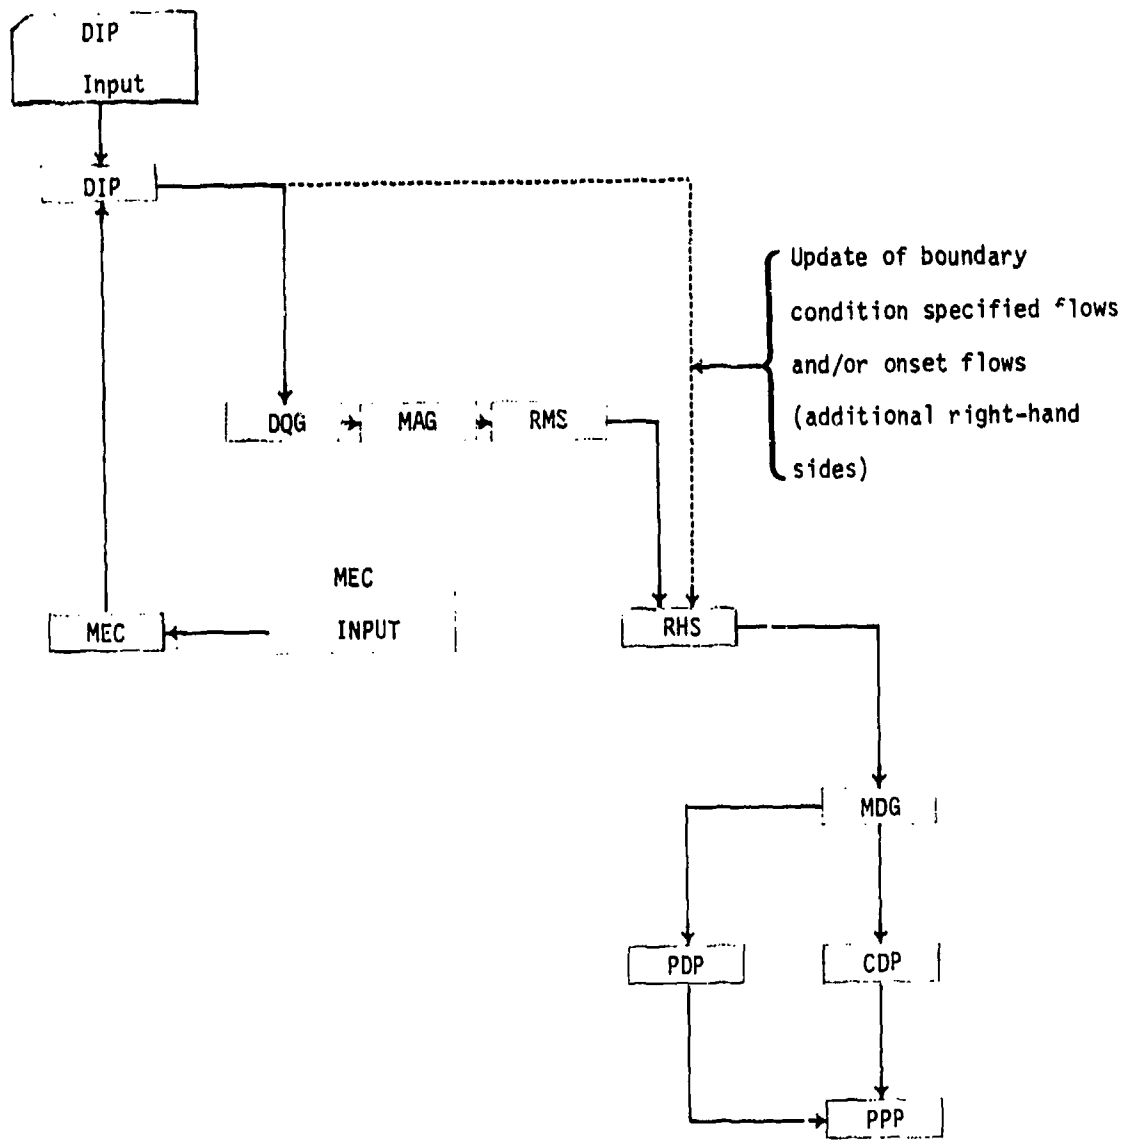 DIP
Input
DIP
Update of boundary
condition specified flows
and/or onset flows
(additional right-hand
sides)
DQG
MAG
RMS
MEC
INPUT
MEC
RHS
MDG
PDP
CDP
PPP